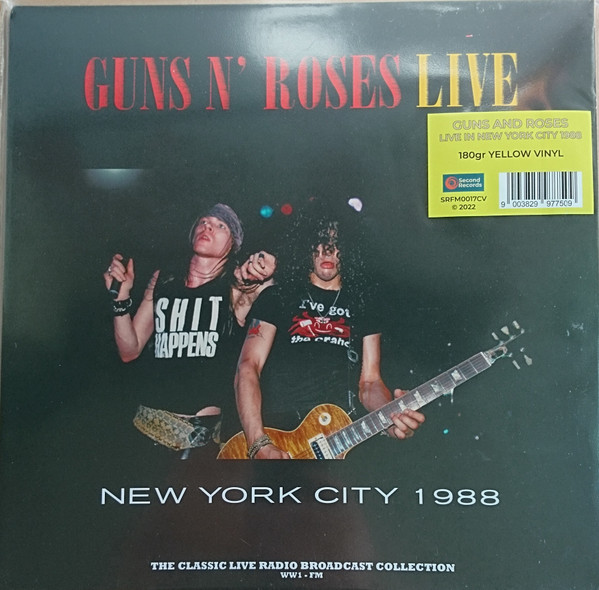 GUNS N' ROSES LIVE
GUNS AND ROSES
LIVE IN NEW YORK CITY 1988
180gr YELLOW VINYL
Second
Records
SRFM0017CV
© 2022
9 003829 977509
SHIT
HAPPENS
I've got
the
NEW YORK CITY 1988
THE CLASSIC LIVE RADIO BROADCAST COLLECTION
WW1 - FM